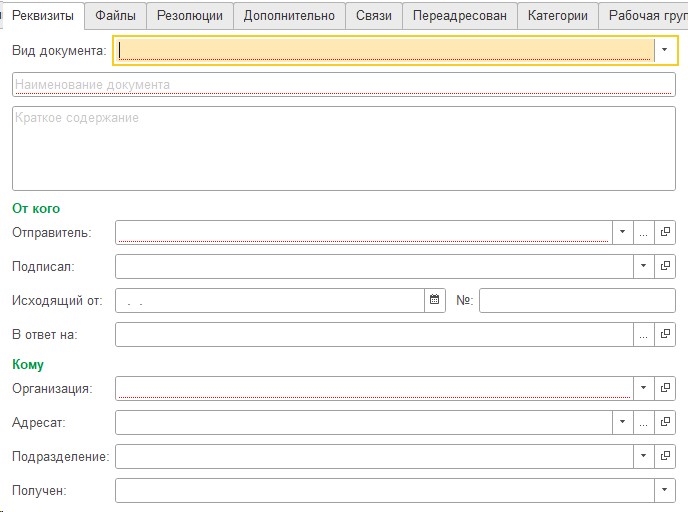 Реквизиты Файлы Резолюции Дополнительно Связи Переадресован Категории Рабочая груп
Вид документа:
Наименование документа
Краткое содержание
От кого
Отправитель: ...
Подписал:
Исходящий от: . . №:
В ответ на: ...
Кому
Организация:
Адресат: ...
Подразделение:
Получен: